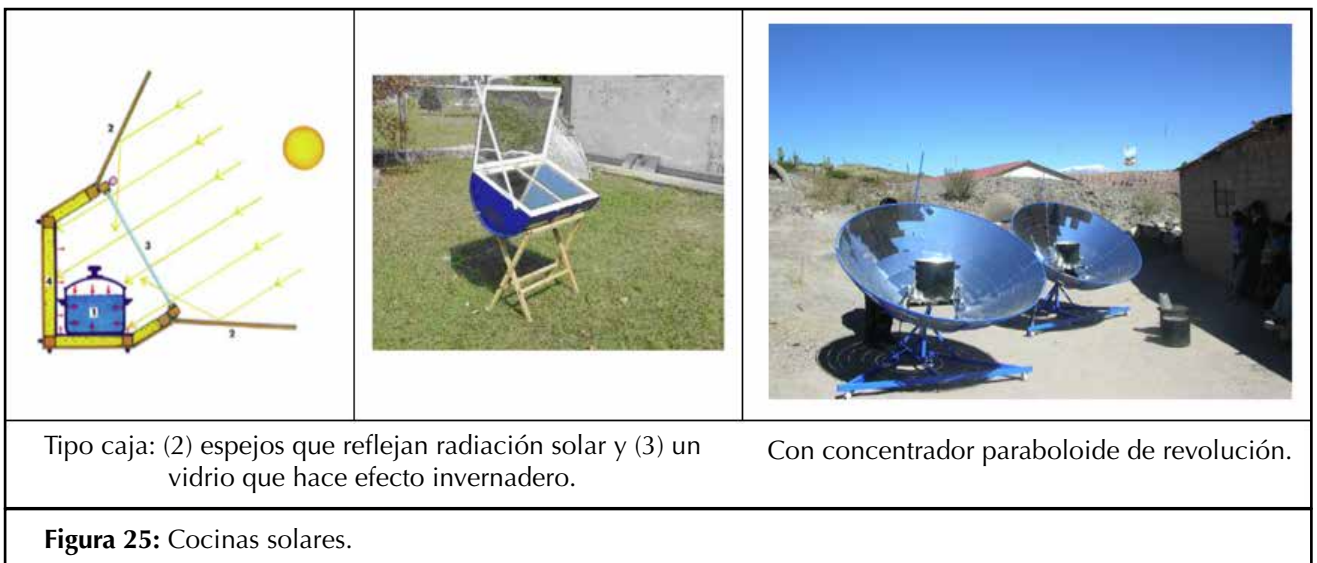 2
3
4
1
2
Tipo caja: (2) espejos que reflejan radiación solar y (3) un
vidrio que hace efecto invernadero.
Con concentrador paraboloide de revolución.
Figura 25: Cocinas solares.